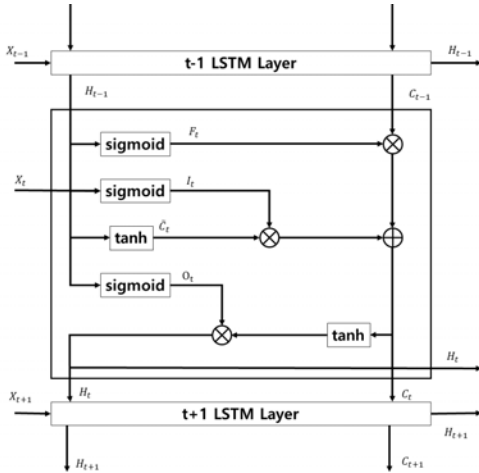 X_{t-1}
t-1 LSTM Layer
H_{t-1}
H_{t-1}
C_{t-1}
sigmoid
F_t
X_t
sigmoid
I_t
tanh
C̃_t
sigmoid
O_t
tanh
H_t
H_t
C_t
X_{t+1}
t+1 LSTM Layer
H_{t+1}
H_{t+1}
C_{t+1}